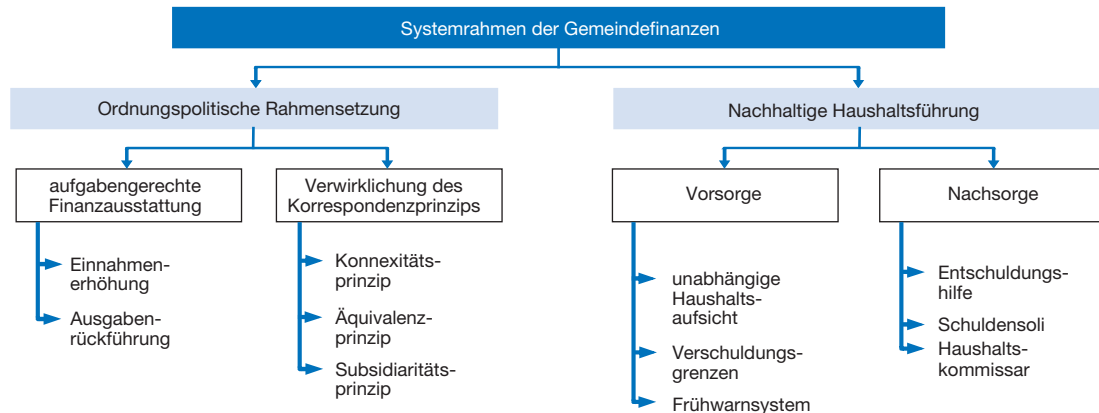 Systemrahmen der Gemeindefinanzen
Ordnungspolitische Rahmensetzung
Nachhaltige Haushaltsführung
aufgabengerechte
Finanzausstattung
Verwirklichung des
Korrespondenzprinzips
Vorsorge
Nachsorge
Einnahmen-
erhöhung
Ausgaben-
rückführung
Konnexitäts-
prinzip
Äquivalenz-
prinzip
Subsidiaritäts-
prinzip
unabhängige
Haushalts-
aufsicht
Verschuldungs-
grenzen
Frühwarnsystem
Entschuldungs-
hilfe
Schuldensoli
Haushalts-
kommissar